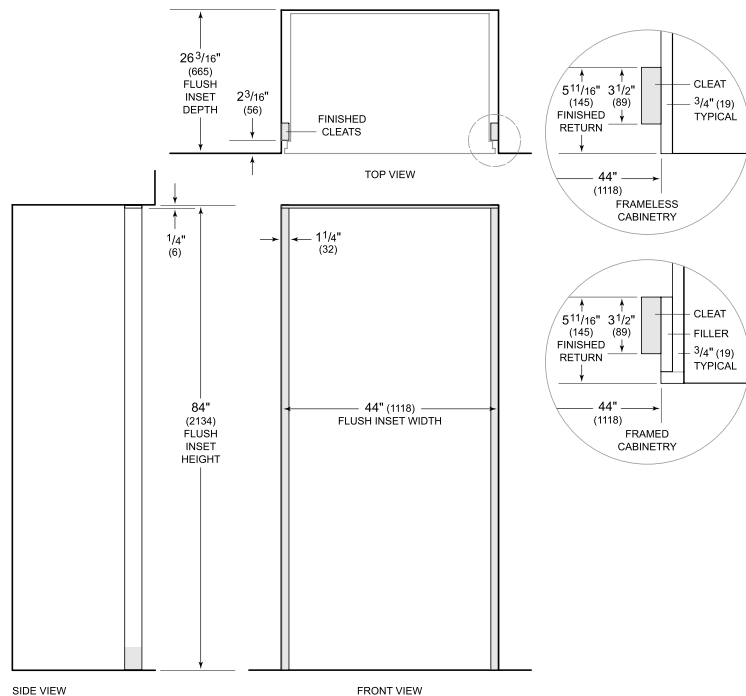 26 3/16"
(665)
FLUSH
INSET
DEPTH
2 3/16"
(56)
FINISHED
CLEATS
TOP VIEW
5 11/16"
(145)
FINISHED
RETURN
3 1/2"
(89)
CLEAT
3/4" (19)
TYPICAL
44"
(1118)
FRAMELESS
CABINETRY
1/4"
(6)
1 1/4"
(32)
84"
(2134)
FLUSH
INSET
HEIGHT
44" (1118)
FLUSH INSET WIDTH
5 11/16"
(145)
FINISHED
RETURN
3 1/2"
(89)
CLEAT
FILLER
3/4" (19)
TYPICAL
44"
(1118)
FRAMED
CABINETRY
SIDE VIEW
FRONT VIEW